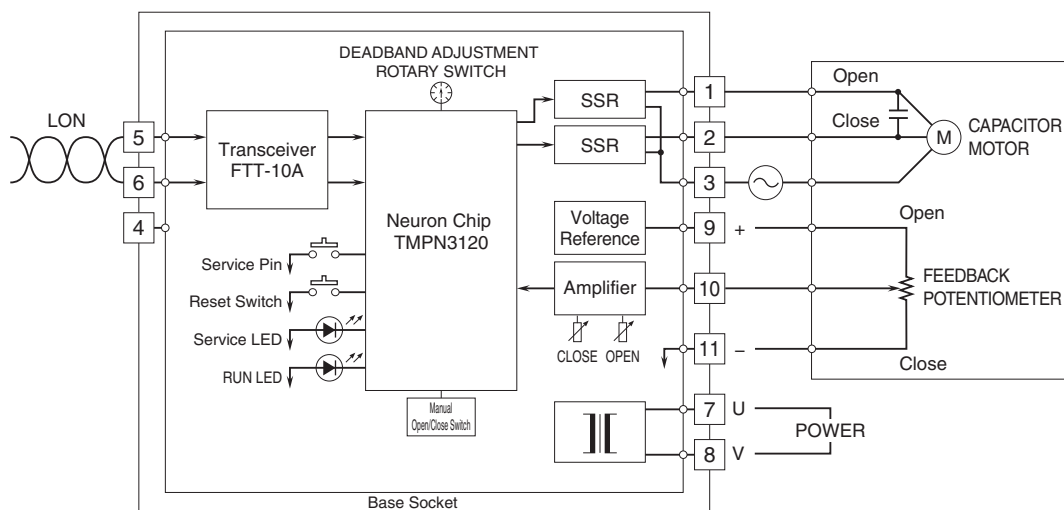 DEADBAND ADJUSTMENT
ROTARY SWITCH
LON
5
6
4
Transceiver
FTT-10A
Neuron Chip
TMPN3120
Service Pin
Reset Switch
Service LED
RUN LED
Manual
Open/Close Switch
SSR
SSR
Voltage
Reference
Amplifier
CLOSE
OPEN
1
2
3
9
+
10
11
–
7
U
8
V
POWER
Open
Close
M
CAPACITOR
MOTOR
Open
FEEDBACK
POTENTIOMETER
Close
Base Socket